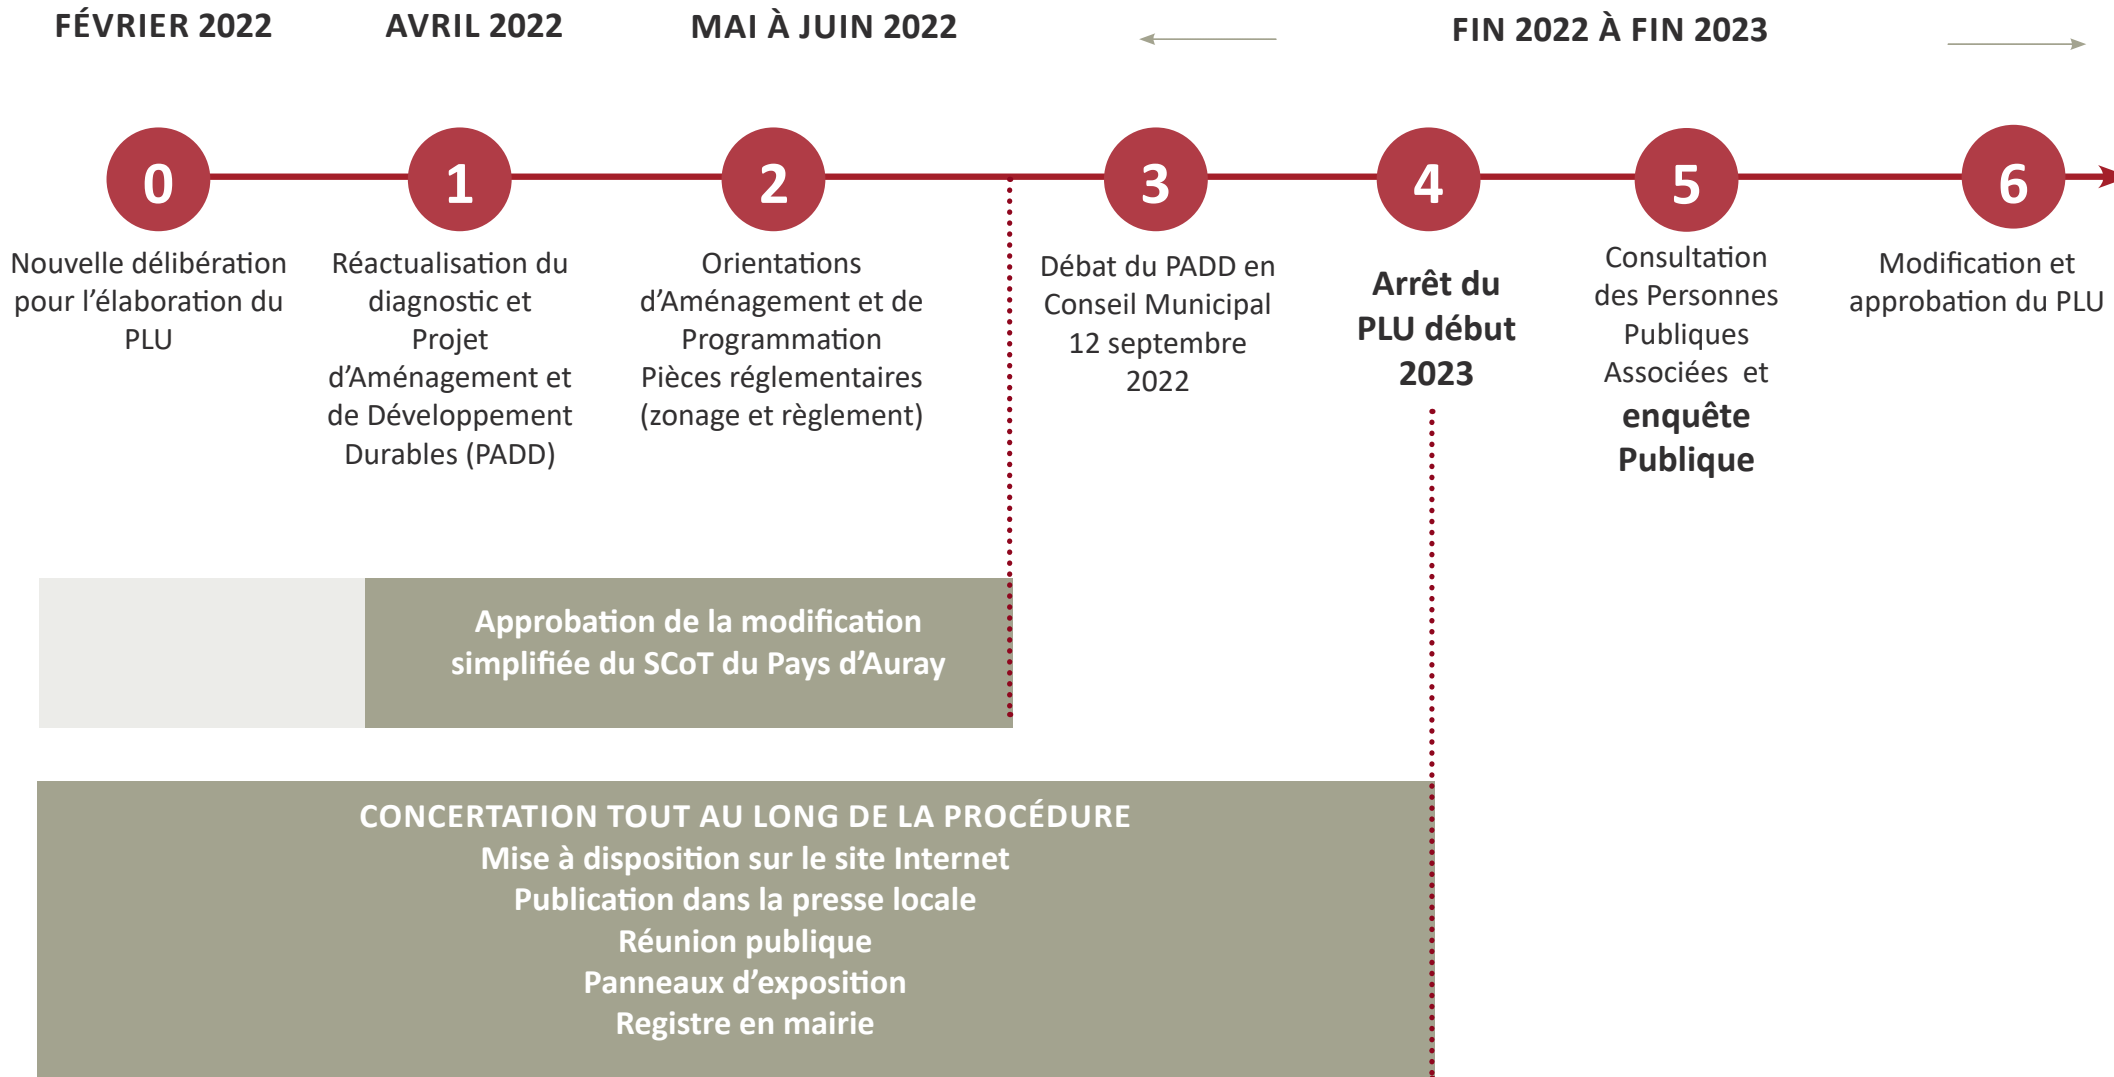 FÉVRIER 2022
AVRIL 2022
MAI À JUIN 2022
FIN 2022 À FIN 2023
0
1
2
3
4
5
6
Nouvelle délibération
pour l’élaboration du
PLU
Réactualisation du
diagnostic et
Projet
d’Aménagement et
de Développement
Durables (PADD)
Orientations
d’Aménagement et de
Programmation
Pièces réglementaires
(zonage et règlement)
Débat du PADD en
Conseil Municipal
12 septembre
2022
Arrêt du
PLU début
2023
Consultation
des Personnes
Publiques
Associées et
enquête
Publique
Modification et
approbation du PLU
Approbation de la modification
simplifiée du SCoT du Pays d’Auray
CONCERTATION TOUT AU LONG DE LA PROCÉDURE
Mise à disposition sur le site Internet
Publication dans la presse locale
Réunion publique
Panneaux d’exposition
Registre en mairie